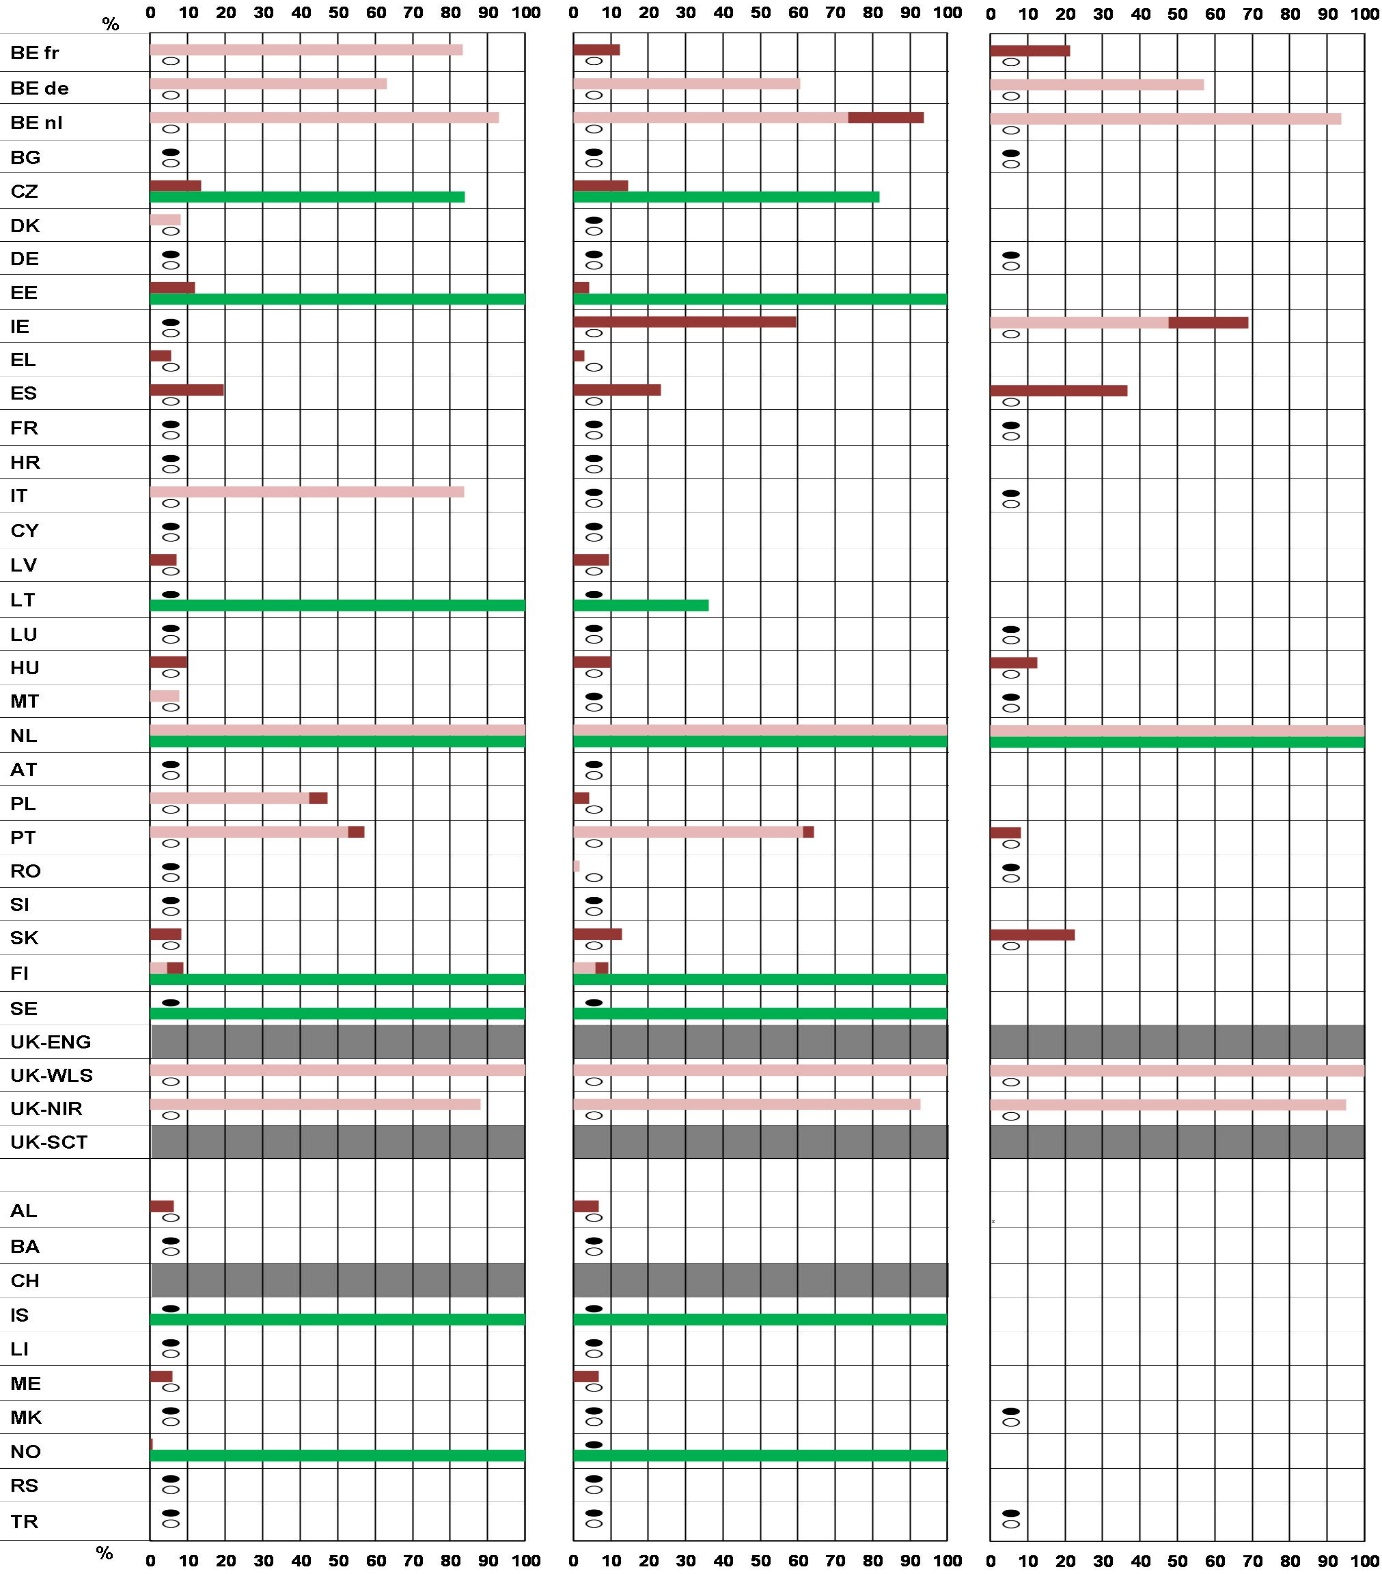 %
0 10 20 30 40 50 60 70 80 90 100
0 10 20 30 40 50 60 70 80 90 100
0 10 20 30 40 50 60 70 80 90 100
BE fr
BE de
BE nl
BG
CZ
DK
DE
EE
IE
EL
ES
FR
HR
IT
CY
LV
LT
LU
HU
MT
NL
AT
PL
PT
RO
SI
SK
FI
SE
UK-ENG
UK-WLS
UK-NIR
UK-SCT
AL
BA
CH
IS
LI
ME
MK
NO
RS
TR
%
0 10 20 30 40 50 60 70 80 90 100
0 10 20 30 40 50 60 70 80 90 100
0 10 20 30 40 50 60 70 80 90 100